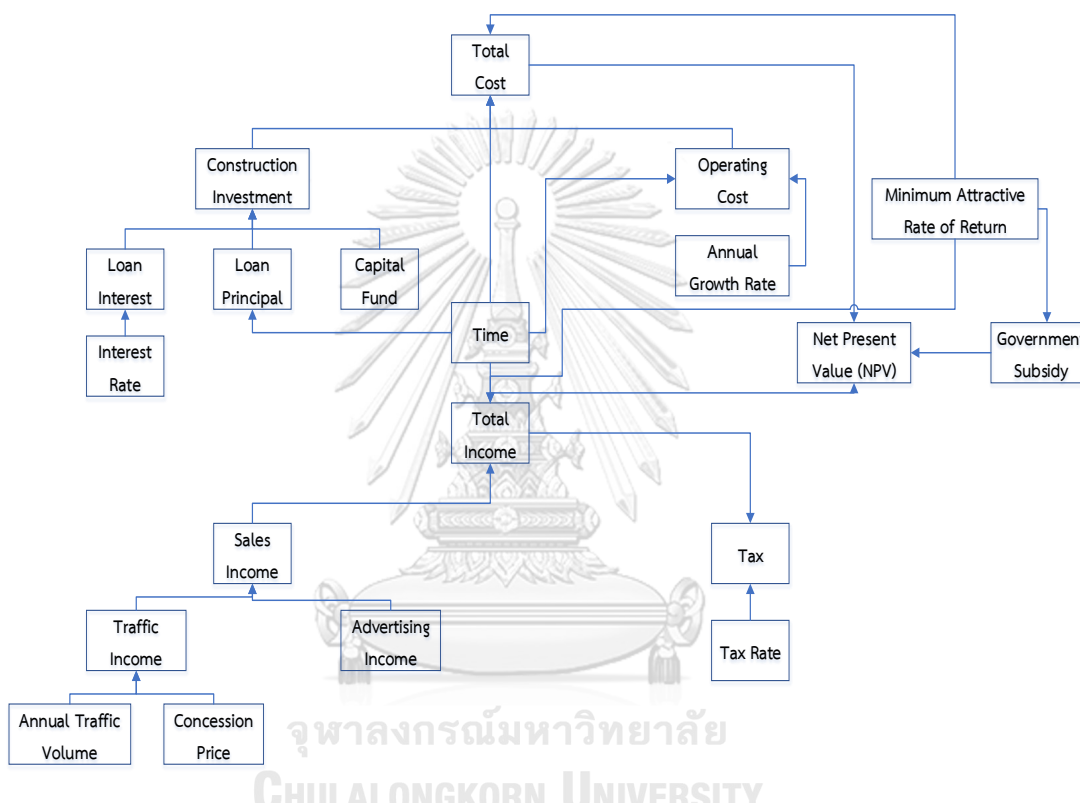 Total
Cost
Construction
Investment
Operating
Cost
Minimum Attractive
Rate of Return
Loan
Interest
Loan
Principal
Capital
Fund
Annual
Growth Rate
Interest
Rate
Time
Net Present
Value (NPV)
Government
Subsidy
Total
Income
Sales
Income
Tax
Traffic
Income
Advertising
Income
Tax Rate
Annual Traffic
Volume
Concession
Price
จุฬาลงกรณ์มหาวิทยาลัย
CHULALONGKORN UNIVERSITY